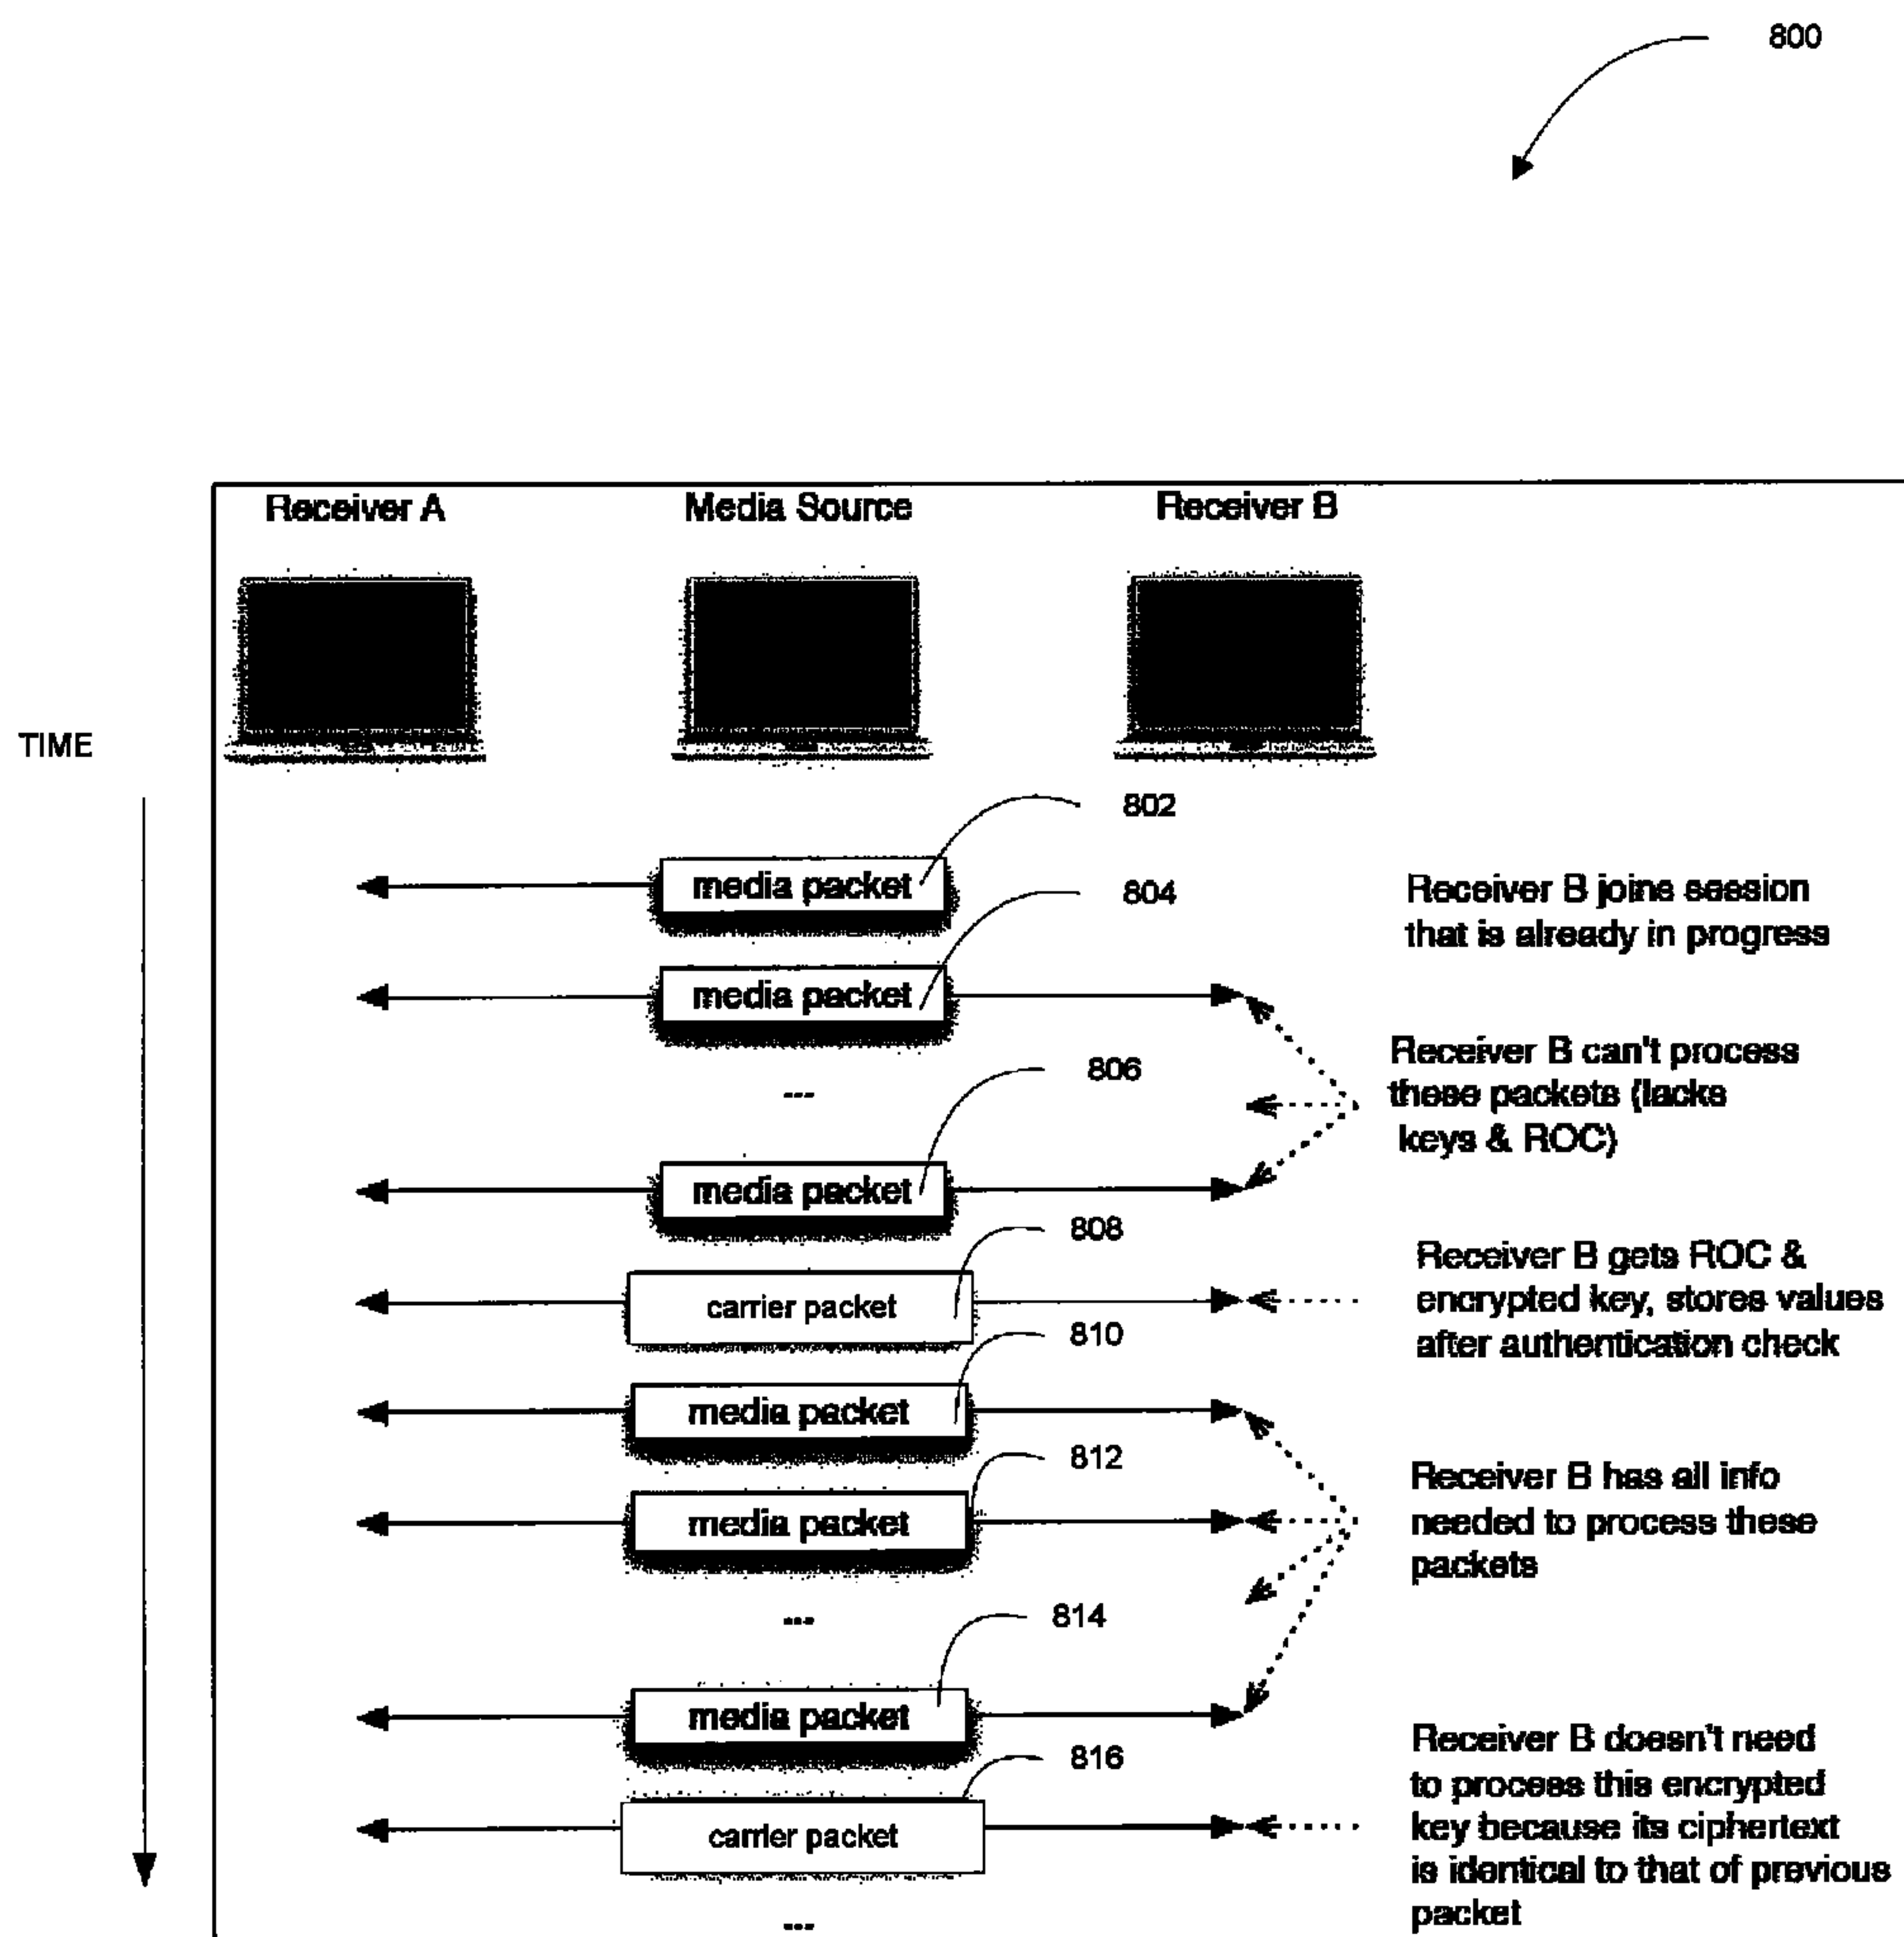 800
Receiver A
Media Source
Receiver B
TIME
802
media packet
804
Receiver B joins session
that is already in progress
media packet
Receiver B can't process
these packets (lacks
keys & ROC)
806
...
media packet
808
Receiver B gets ROC &
encrypted key, stores values
after authentication check
carrier packet
810
media packet
812
Receiver B has all info
needed to process these
packets
media packet
...
814
media packet
816
Receiver B doesn't need
to process this encrypted
key because its ciphertext
is identical to that of previous
packet
carrier packet
...